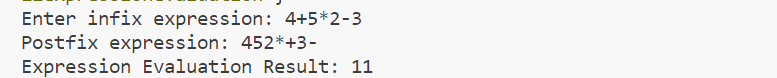 Enter infix expression: 4+5*2-3
Postfix expression: 452*+3-
Expression Evaluation Result: 11